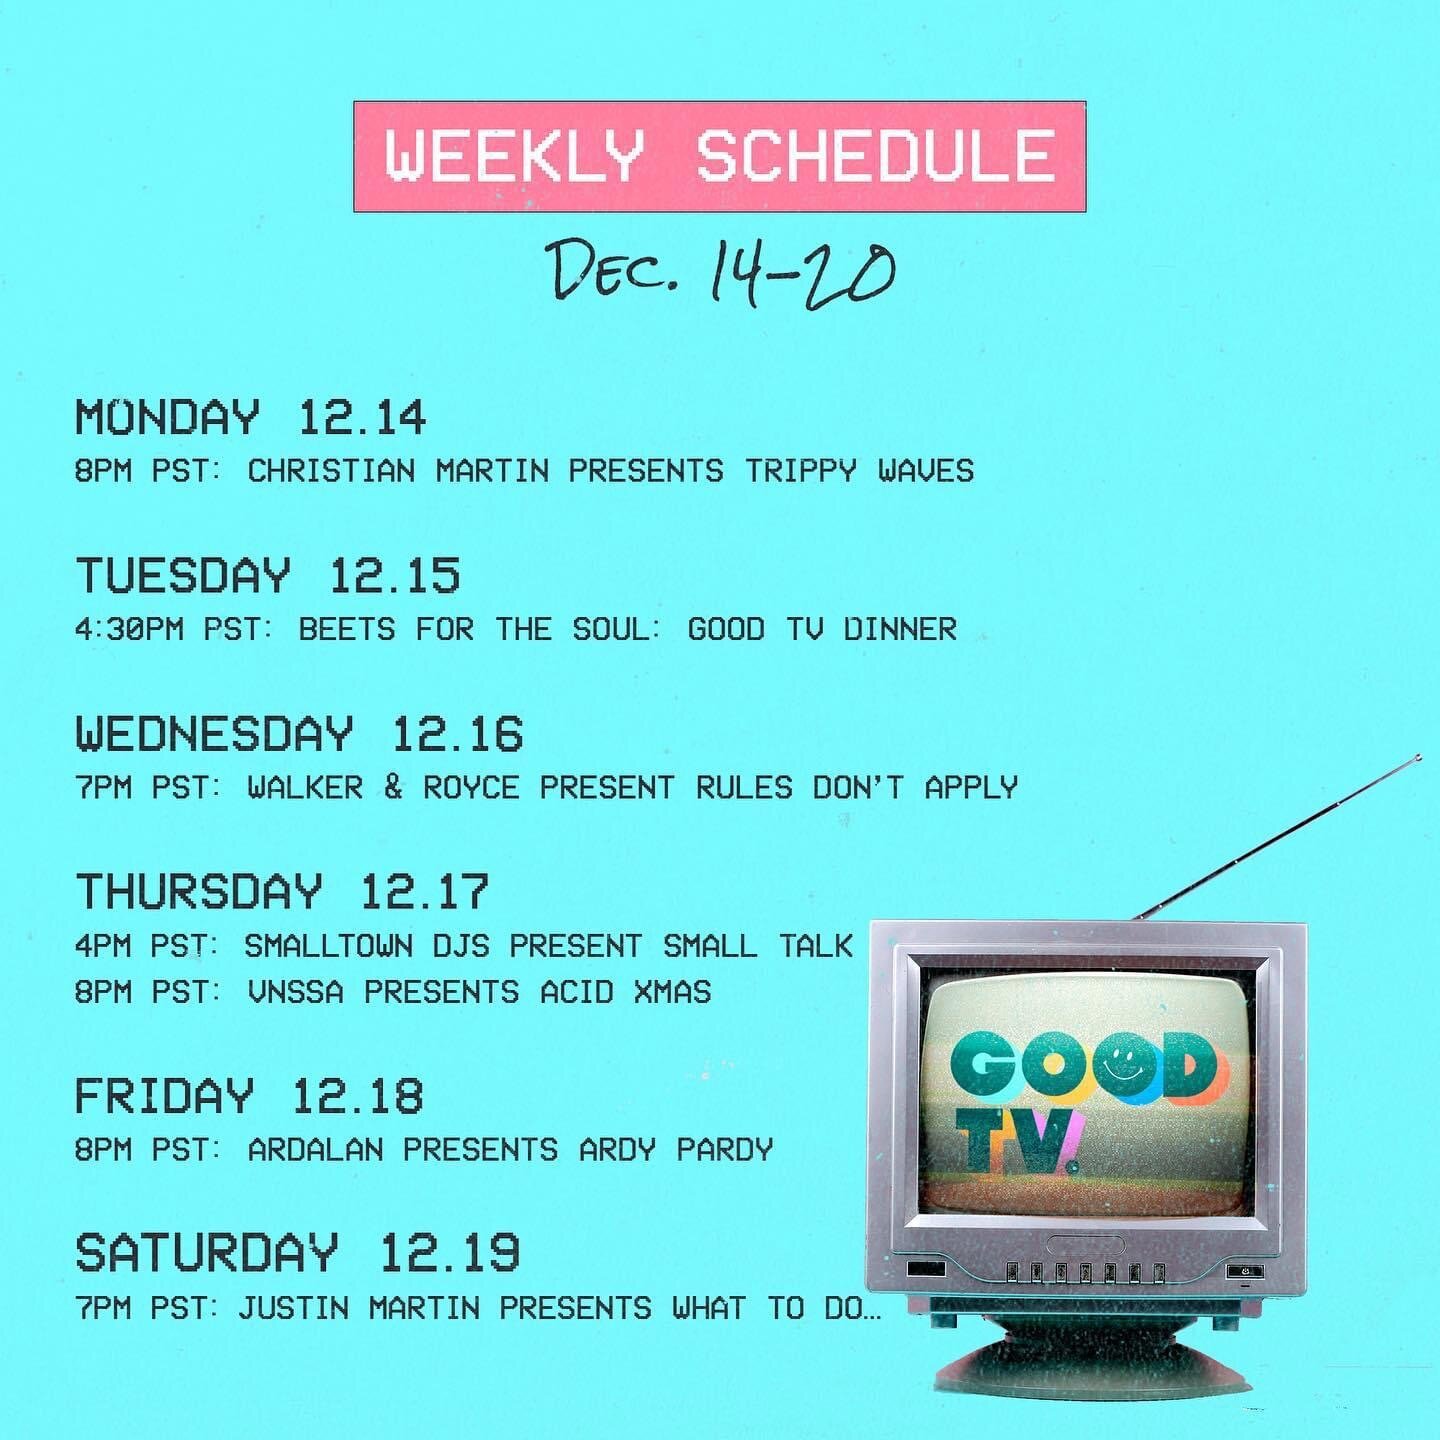 WEEKLY SCHEDULE
DEC. 14-20
MONDAY 12.14
8PM PST: CHRISTIAN MARTIN PRESENTS TRIPPY WAVES
TUESDAY 12.15
4:30PM PST: BEETS FOR THE SOUL: GOOD TV DINNER
WEDNESDAY 12.16
7PM PST: WALKER & ROYCE PRESENT RULES DON'T APPLY
THURSDAY 12.17
4PM PST: SMALLTOWN DJS PRESENT SMALL TALK
8PM PST: VNSSA PRESENTS ACID XMAS
FRIDAY 12.18
8PM PST: ARDALAN PRESENTS ARDY PARDY
SATURDAY 12.19
7PM PST: JUSTIN MARTIN PRESENTS WHAT TO DO...
GOOD
TV.